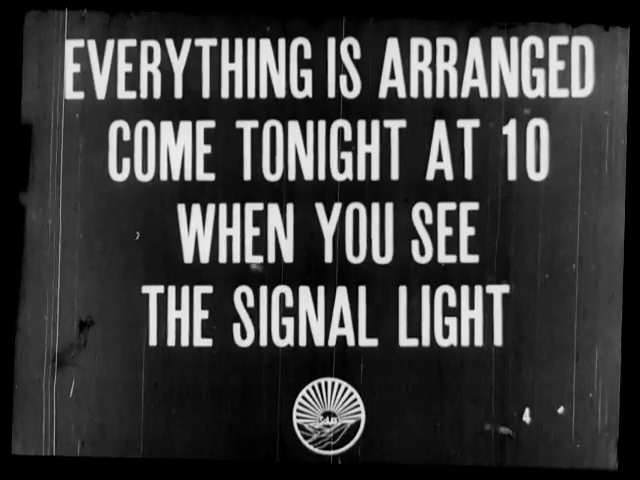 EVERYTHING IS ARRANGED
COME TONIGHT AT 10
WHEN YOU SEE
THE SIGNAL LIGHT